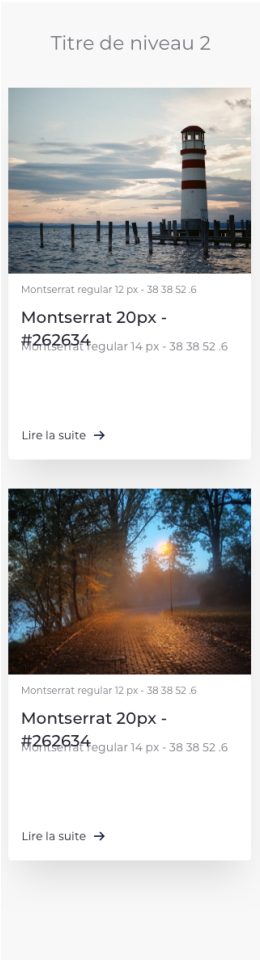 Titre de niveau 2
Montserrat regular 12 px - 38 38 52 .6
Montserrat 20px -
#262634
Montserrat regular 14 px - 38 38 52 .6
Lire la suite
Montserrat regular 12 px - 38 38 52 .6
Montserrat 20px -
#262634
Montserrat regular 14 px - 38 38 52 .6
Lire la suite